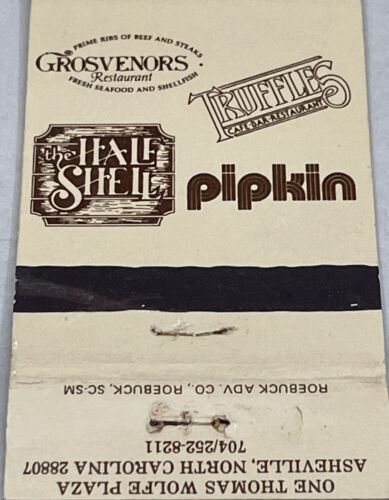 PRIME RIBS OF BEEF AND STEAKS
GROSVENORS
Restaurant
FRESH SEAFOOD AND SHELLFISH
TRUFFLES
CAFE-BAR-RESTAURANT
the HALF
SHELL
pipkin
ROEBUCK ADV. CO., ROEBUCK, SC-SM
ONE THOMAS WOLFE PLAZA
ASHEVILLE, NORTH CAROLINA 28807
704/252-8211